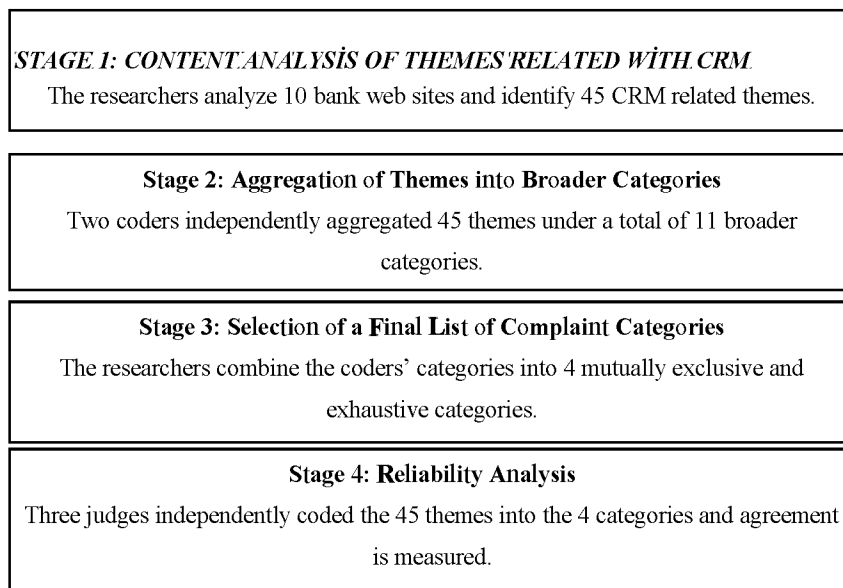 STAGE 1: CONTENT ANALYSİS OF THEMES RELATED WİTH CRM
The researchers analyze 10 bank web sites and identify 45 CRM related themes.
Stage 2: Aggregation of Themes into Broader Categories
Two coders independently aggregated 45 themes under a total of 11 broader
categories.
Stage 3: Selection of a Final List of Complaint Categories
The researchers combine the coders’ categories into 4 mutually exclusive and
exhaustive categories.
Stage 4: Reliability Analysis
Three judges independently coded the 45 themes into the 4 categories and agreement
is measured.